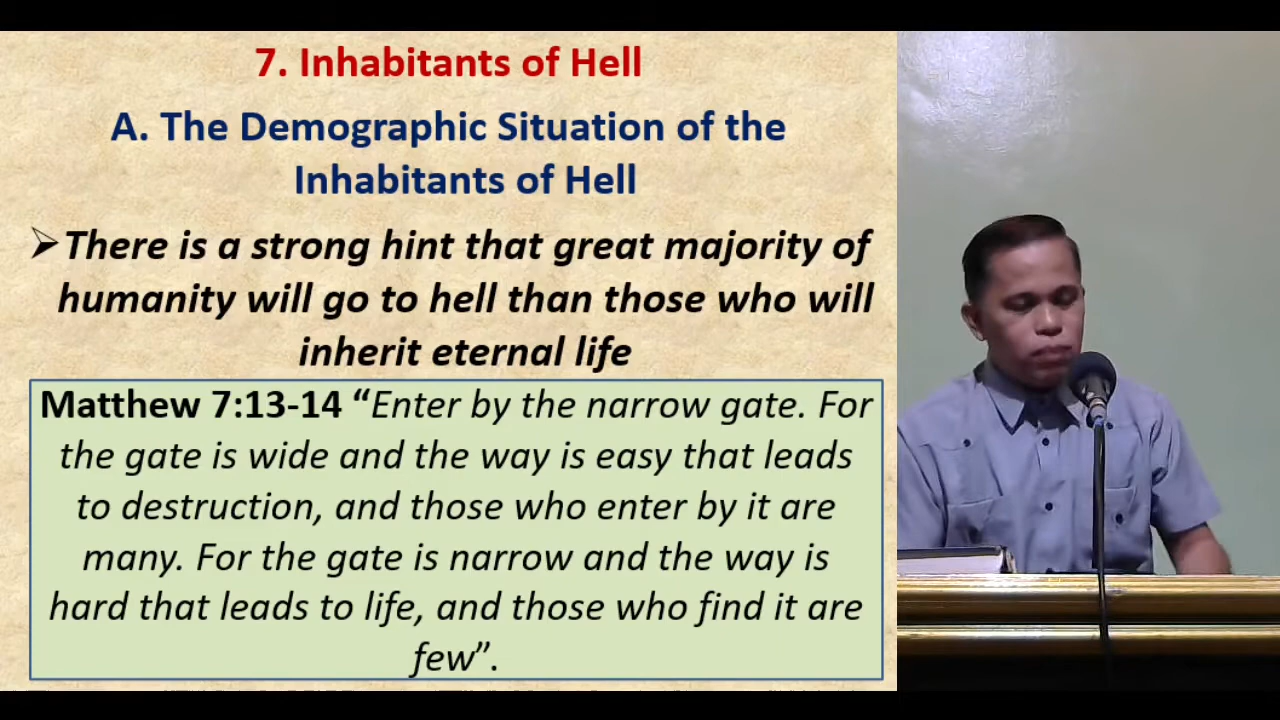 7. Inhabitants of Hell
A. The Demographic Situation of the
Inhabitants of Hell
➢ There is a strong hint that great majority of
humanity will go to hell than those who will
inherit eternal life
Matthew 7:13-14 “Enter by the narrow gate. For
the gate is wide and the way is easy that leads
to destruction, and those who enter by it are
many. For the gate is narrow and the way is
hard that leads to life, and those who find it are
few”.